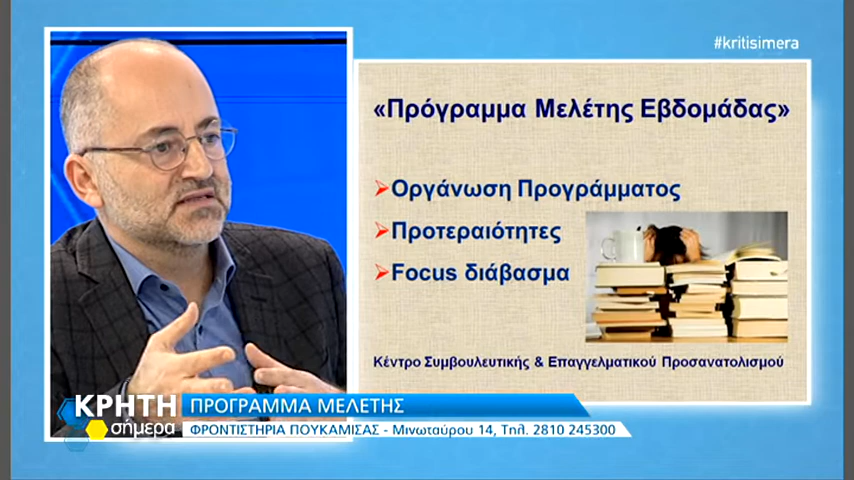 #kritisimera
«Πρόγραμμα Μελέτης Εβδομάδας»
Οργάνωση Προγράμματος
Προτεραιότητες
Focus διάβασμα
Κέντρο Συμβουλευτικής & Επαγγελματικού Προσανατολισμού
ΚΡΗΤΗ
σήμερα
ΠΡΟΓΡΑΜΜΑ ΜΕΛΕΤΗΣ
ΦΡΟΝΤΙΣΤΗΡΙΑ ΠΟΥΚΑΜΙΣΑΣ - Μινωταύρου 14, Τηλ. 2810 245300